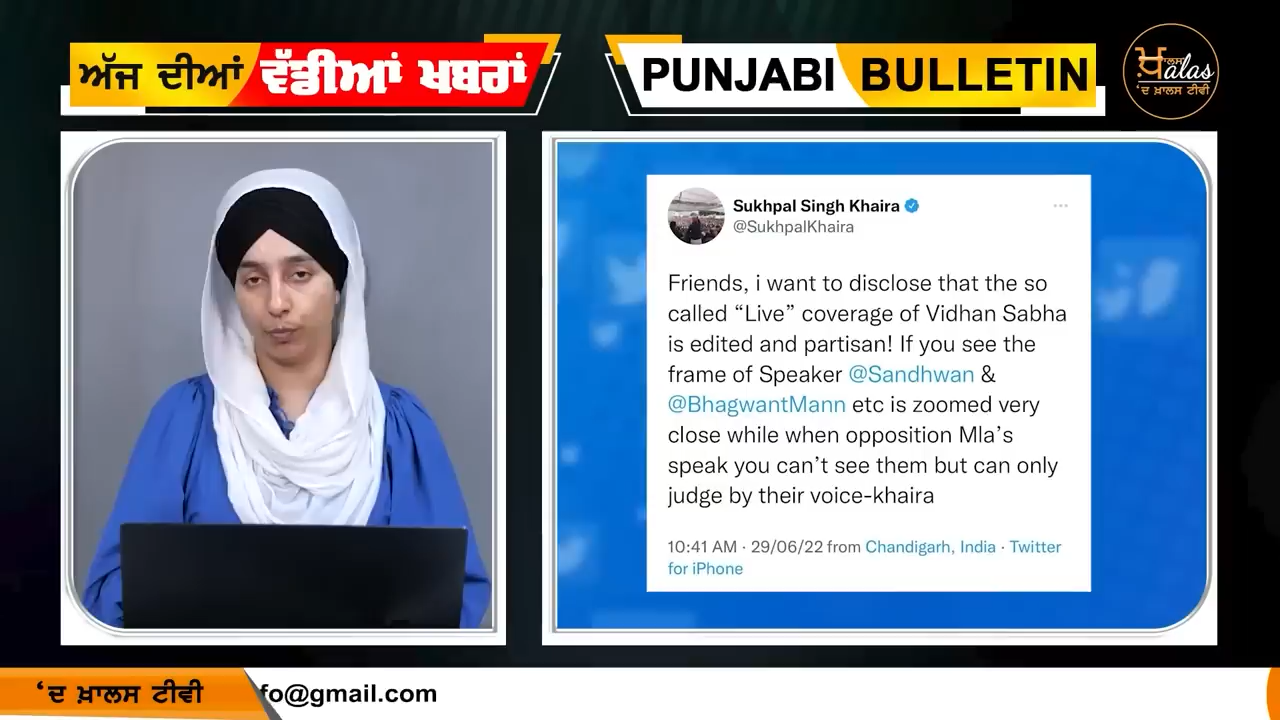 ਅੱਜ ਦੀਆਂ ਵੱਡੀਆਂ ਖਬਰਾਂ
PUNJABI BULLETIN
ਖ਼ਾਲਸ
alas
‘ਦ ਖ਼ਾਲਸ ਟੀਵੀ
Sukhpal Singh Khaira
@SukhpalKhaira
Friends, i want to disclose that the so
called “Live” coverage of Vidhan Sabha
is edited and partisan! If you see the
frame of Speaker @Sandhwan &
@BhagwantMann etc is zoomed very
close while when opposition Mla’s
speak you can’t see them but can only
judge by their voice-khaira
10:41 AM · 29/06/22 from Chandigarh, India · Twitter
for iPhone
‘ਦ ਖ਼ਾਲਸ ਟੀਵੀ
fo@gmail.com